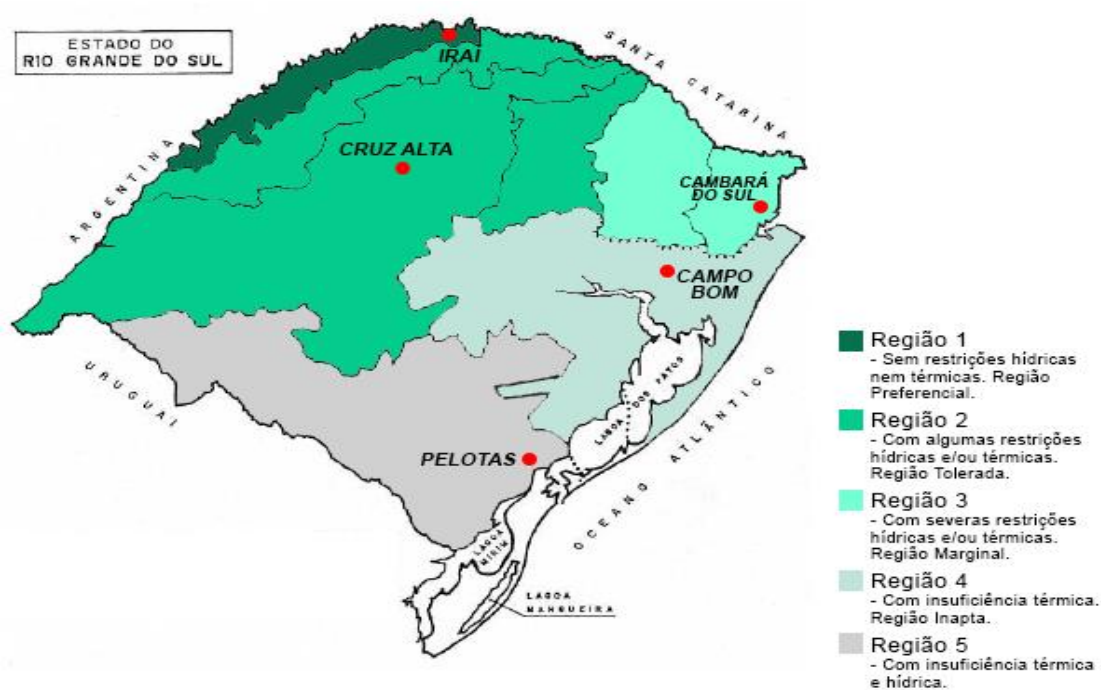 ESTADO DO
RIO GRANDE DO SUL
SANTA CATARINA
IRAÍ
ARGENTINA
CRUZ ALTA
CAMBARÁ
DO SUL
CAMPO
BOM
URUGUAI
LAGOA DOS PATOS
OCEANO ATLÂNTICO
PELOTAS
LAGOA
MIRIM
LAGOA
MANGUEIRA
Região 1
- Sem restrições hídricas
nem térmicas. Região
Preferencial.
Região 2
- Com algumas restrições
hídricas e/ou térmicas.
Região Tolerada.
Região 3
- Com severas restrições
hídricas e/ou térmicas.
Região Marginal.
Região 4
- Com insuficiência térmica.
Região Inapta.
Região 5
- Com insuficiência térmica
e hídrica.